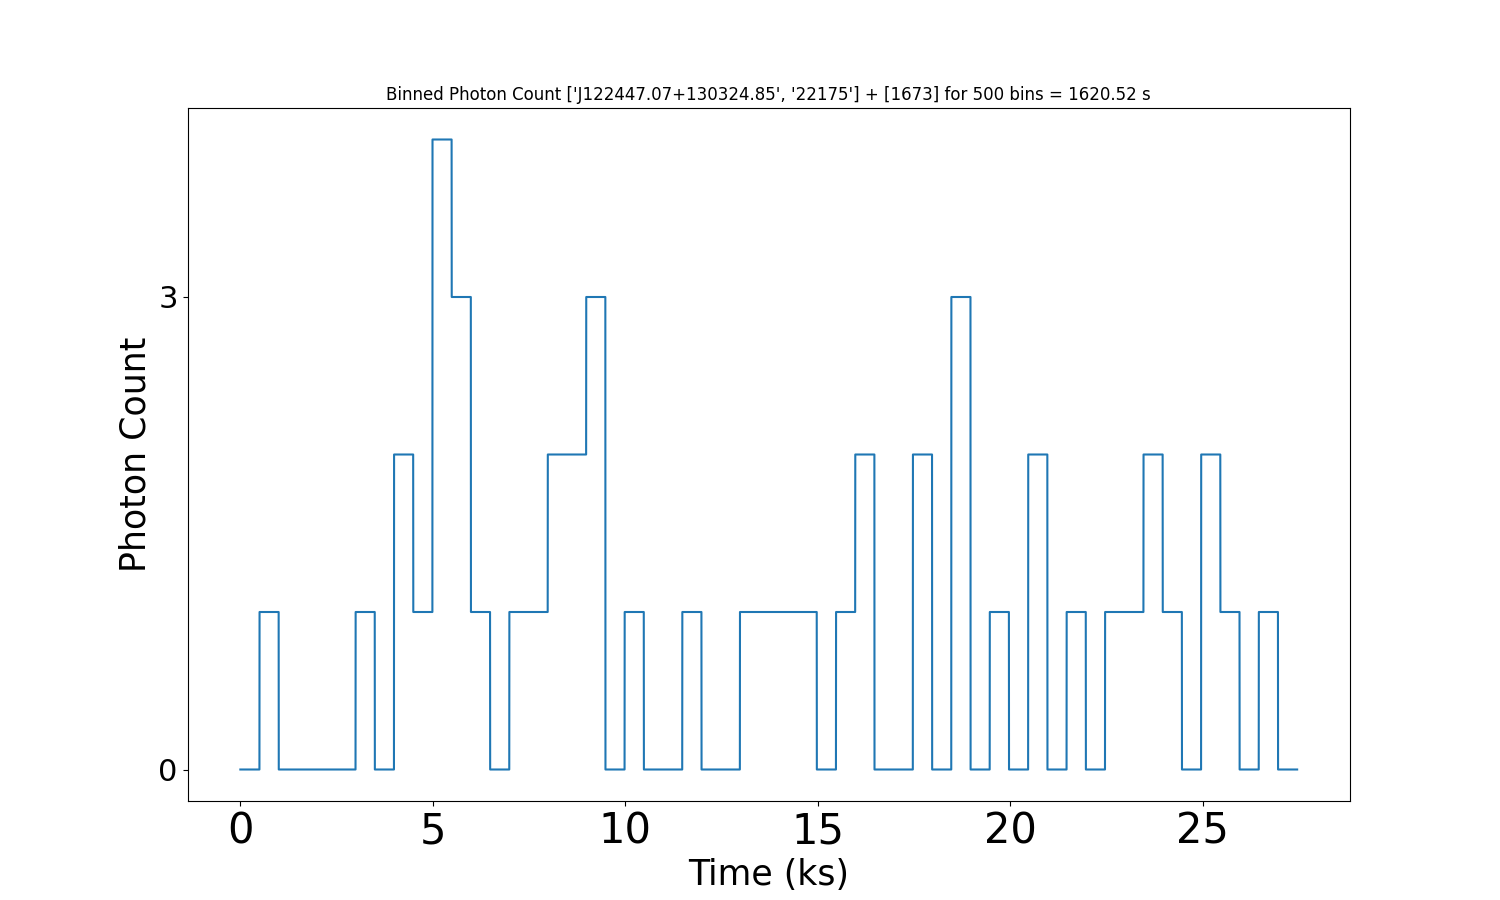 Binned Photon Count ['J122447.07+130324.85', '22175'] + [1673] for 500 bins = 1620.52 s
Photon Count
3
0
0 5 10 15 20 25
Time (ks)